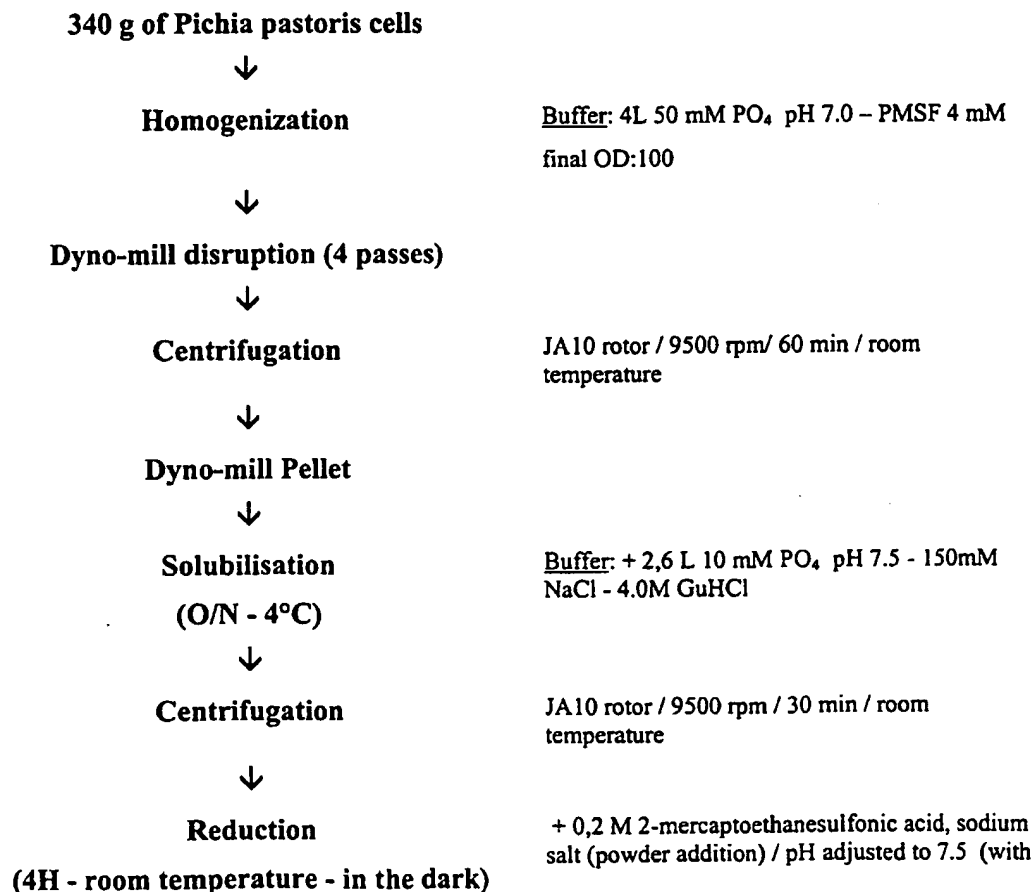 340 g of Pichia pastoris cells
↓
Homogenization
Buffer: 4L 50 mM PO₄ pH 7.0 – PMSF 4 mM
final OD:100
↓
Dyno-mill disruption (4 passes)
↓
Centrifugation
JA10 rotor / 9500 rpm/ 60 min / room
temperature
↓
Dyno-mill Pellet
↓
Solubilisation
(O/N - 4°C)
Buffer: + 2,6 L 10 mM PO₄ pH 7.5 - 150mM
NaCl - 4.0M GuHCl
↓
Centrifugation
JA10 rotor / 9500 rpm / 30 min / room
temperature
↓
Reduction
(4H - room temperature - in the dark)
+ 0,2 M 2-mercaptoethanesulfonic acid, sodium
salt (powder addition) / pH adjusted to 7.5 (with